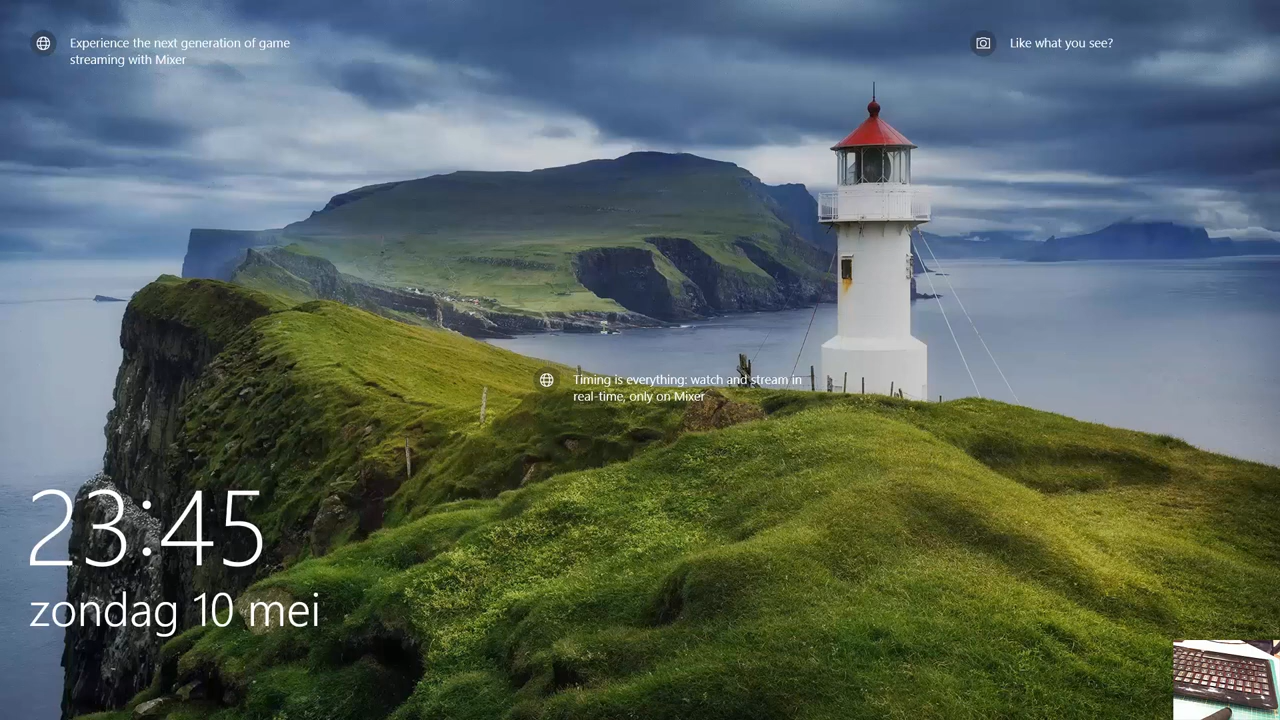 Experience the next generation of game
streaming with Mixer
Like what you see?
Timing is everything: watch and stream in
real-time, only on Mixer
23:45
zondag 10 mei